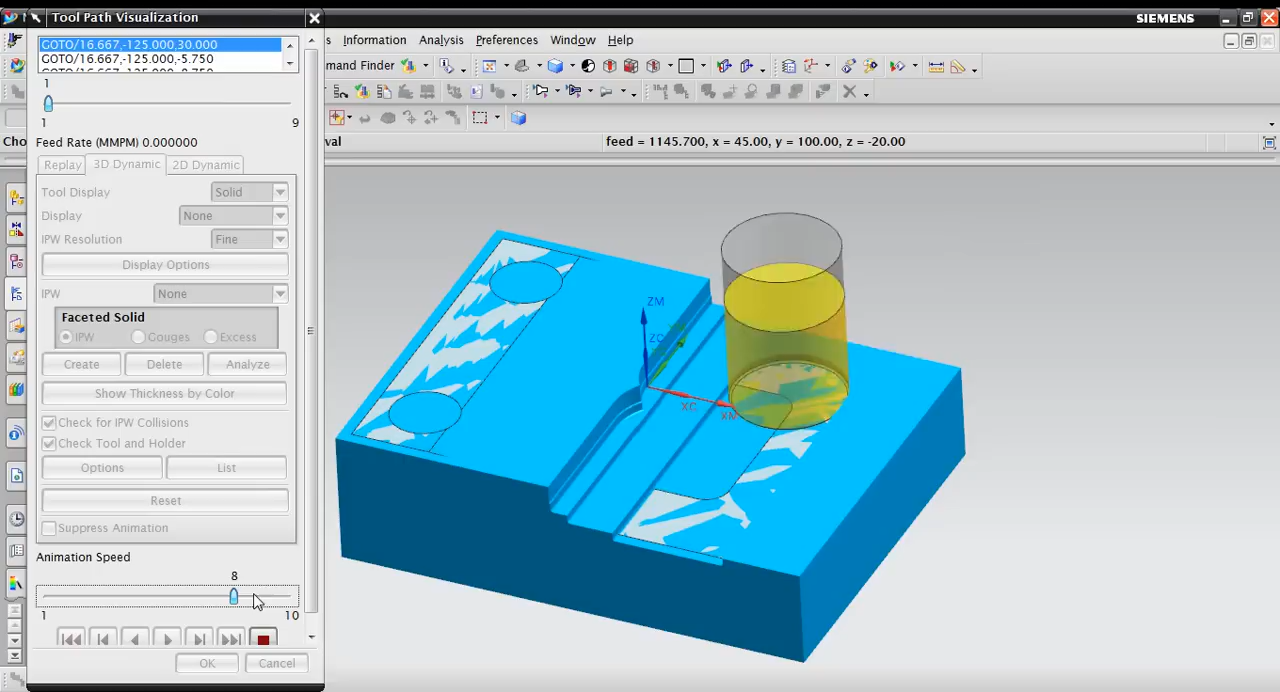 Tool Path Visualization
SIEMENS
GOTO/16.667,-125.000,30.000
GOTO/16.667,-125.000,-5.750
Information Analysis Preferences Window Help
mand Finder
1
1 9
Feed Rate (MMPM) 0.000000
Cho
val
feed = 1145.700, x = 45.00, y = 100.00, z = -20.00
Replay 3D Dynamic 2D Dynamic
Tool Display Solid
Display None
IPW Resolution Fine
Display Options
IPW None
Faceted Solid
IPW Gouges Excess
Create Delete Analyze
Show Thickness by Color
Check for IPW Collisions
Check Tool and Holder
Options List
Reset
Suppress Animation
Animation Speed
8
1 10
OK Cancel
ZM
ZC
XC
XM